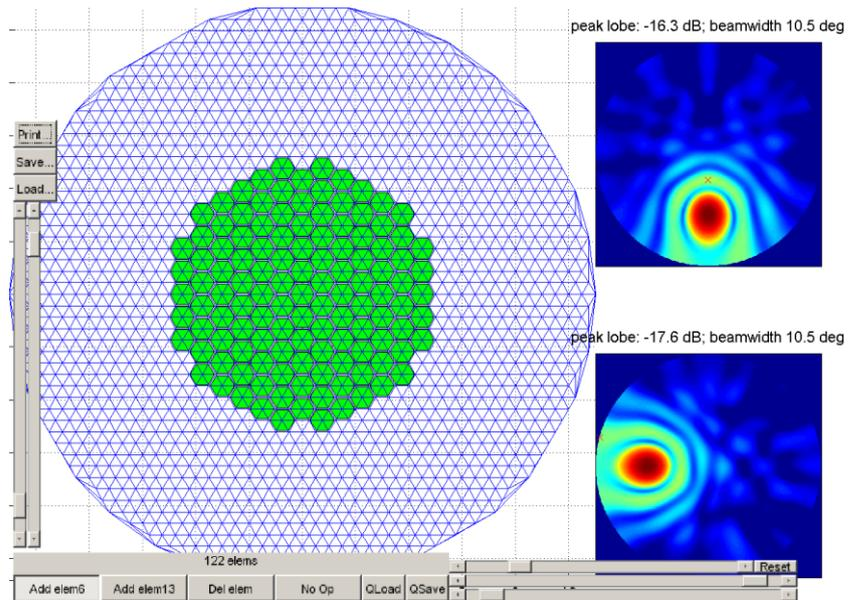 peak lobe: -16.3 dB; beamwidth 10.5 deg
Print...
Save...
Load...
peak lobe: -17.6 dB; beamwidth 10.5 deg
122 elems
Reset
Add elem6
Add elem13
Del elem
No Op
QLoad
QSave